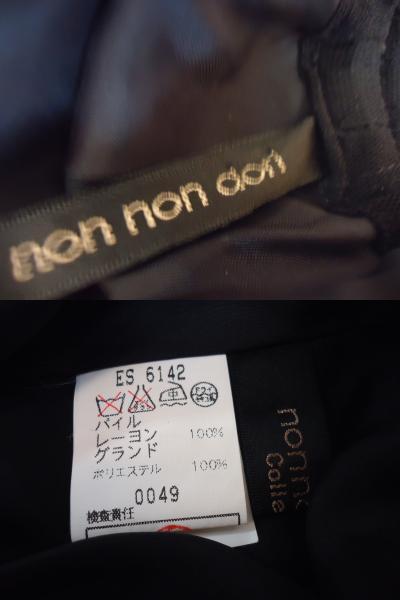 non non don
ES 6142
パイル
レーヨン 100%
グランド
ポリエステル 100%
0049
検査責任
nonn
Colle